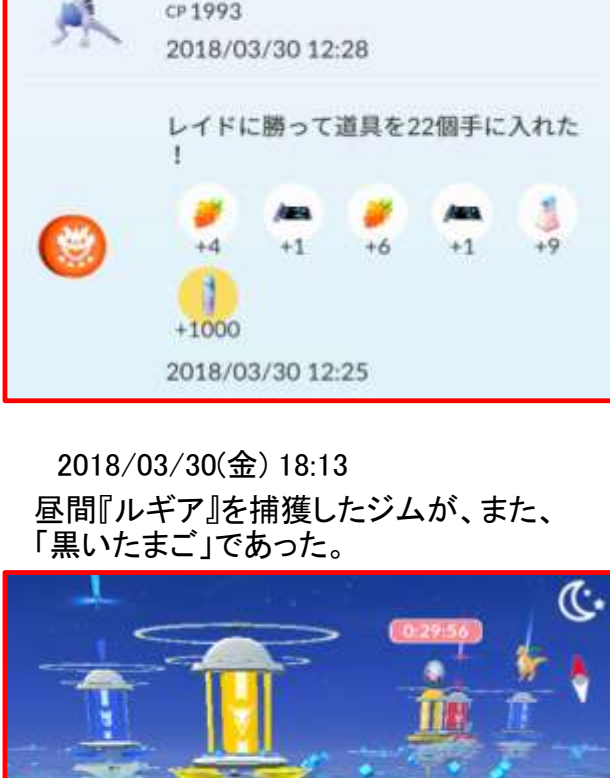 CP 1993
2018/03/30 12:28
レイドに勝って道具を22個手に入れた
!
+4 +1 +6 +1 +9
+1000
2018/03/30 12:25
2018/03/30(金) 18:13
昼間『ルギア』を捕獲したジムが、また、
「黒いたまご」であった。
0:29:56